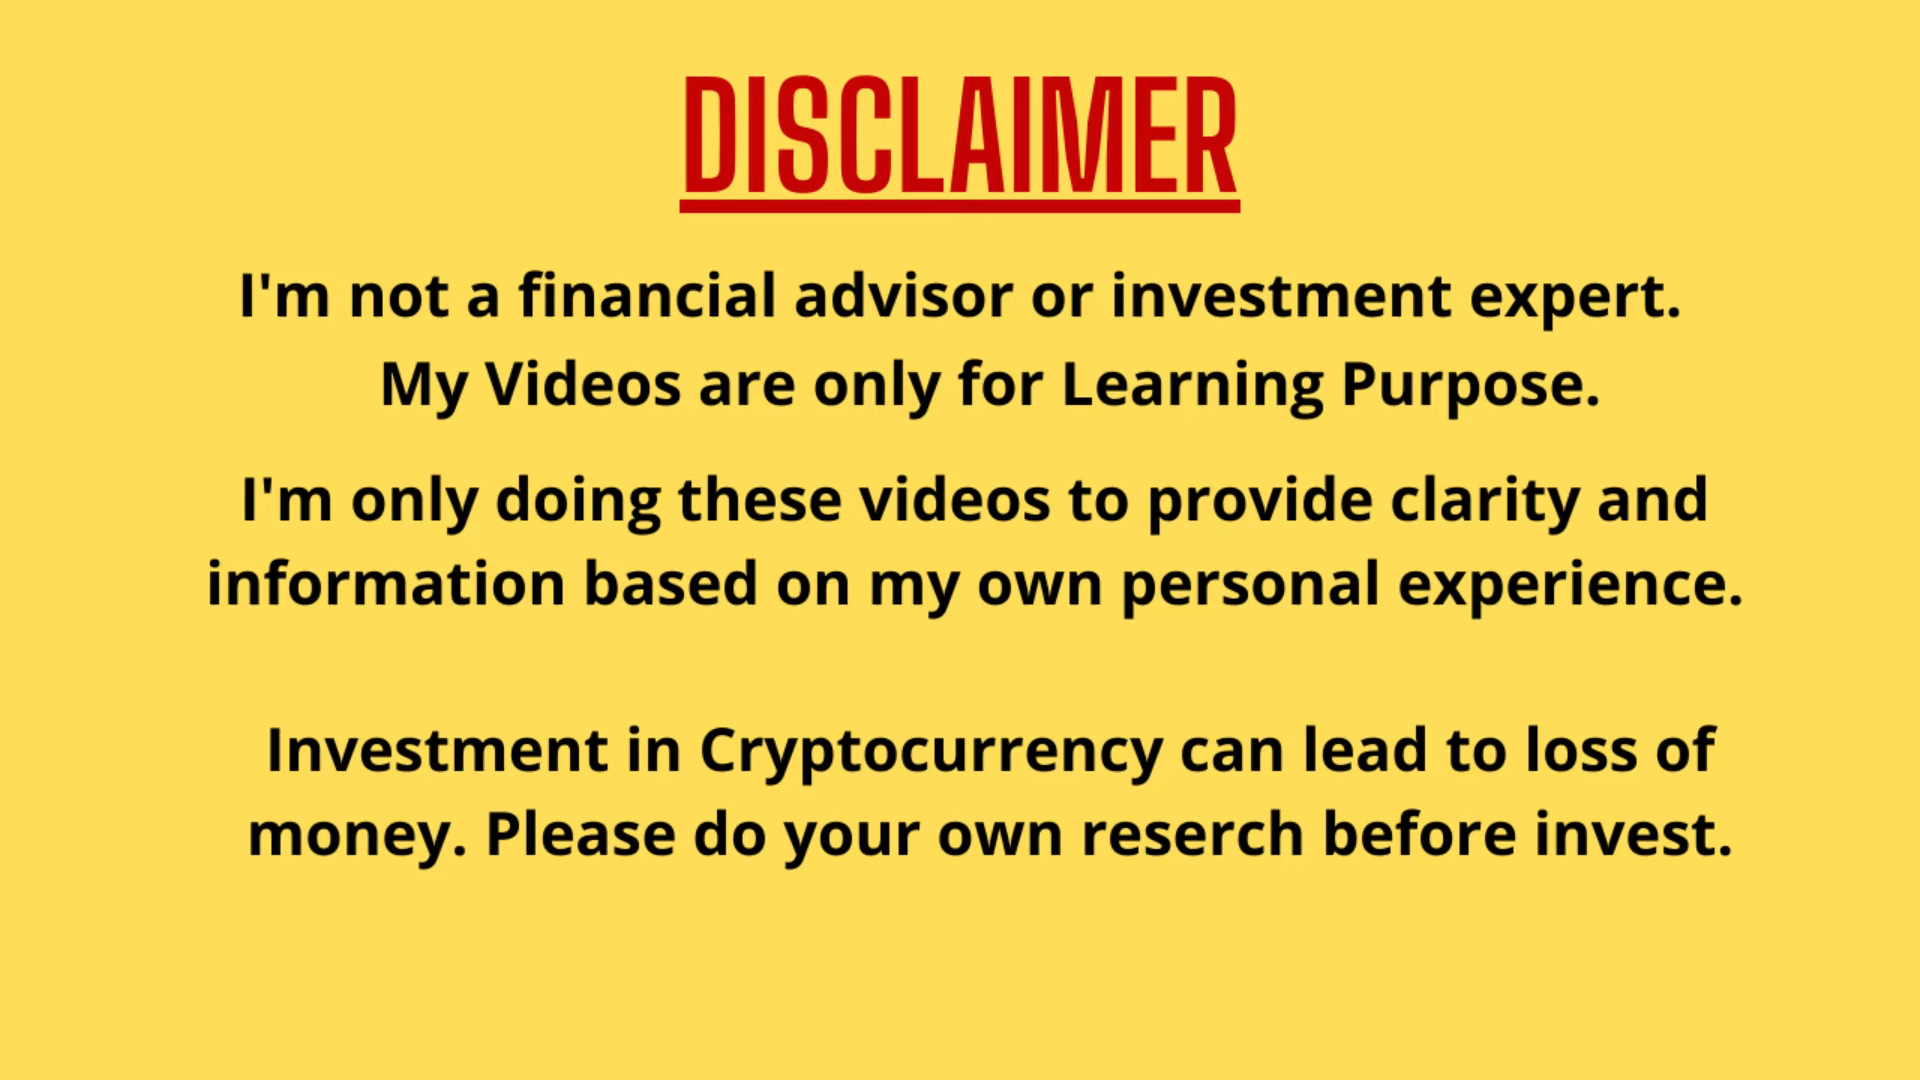 DISCLAIMER
I'm not a financial advisor or investment expert.
My Videos are only for Learning Purpose.
I'm only doing these videos to provide clarity and
information based on my own personal experience.
Investment in Cryptocurrency can lead to loss of
money. Please do your own reserch before invest.